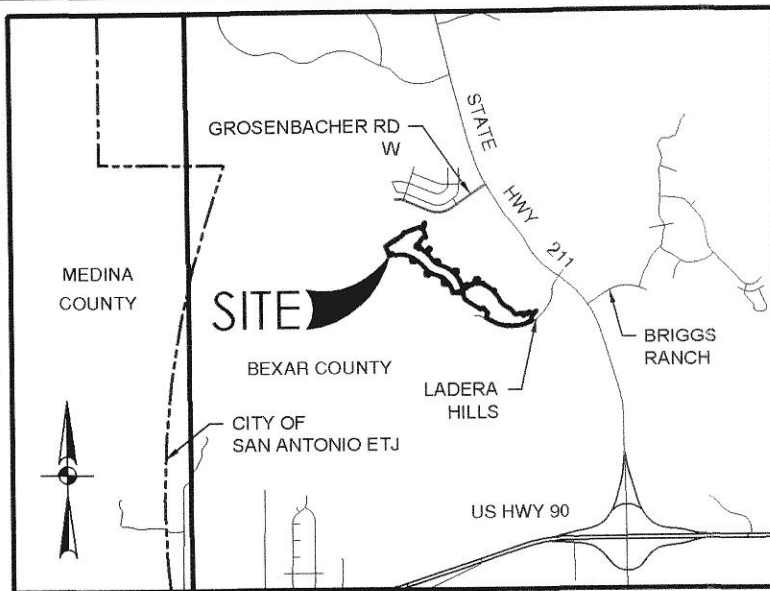 GROSENBACHER RD
W
STATE HWY 211
MEDINA
COUNTY
SITE
BEXAR COUNTY
BRIGGS
RANCH
LADERA
HILLS
CITY OF
SAN ANTONIO ETJ
US HWY 90